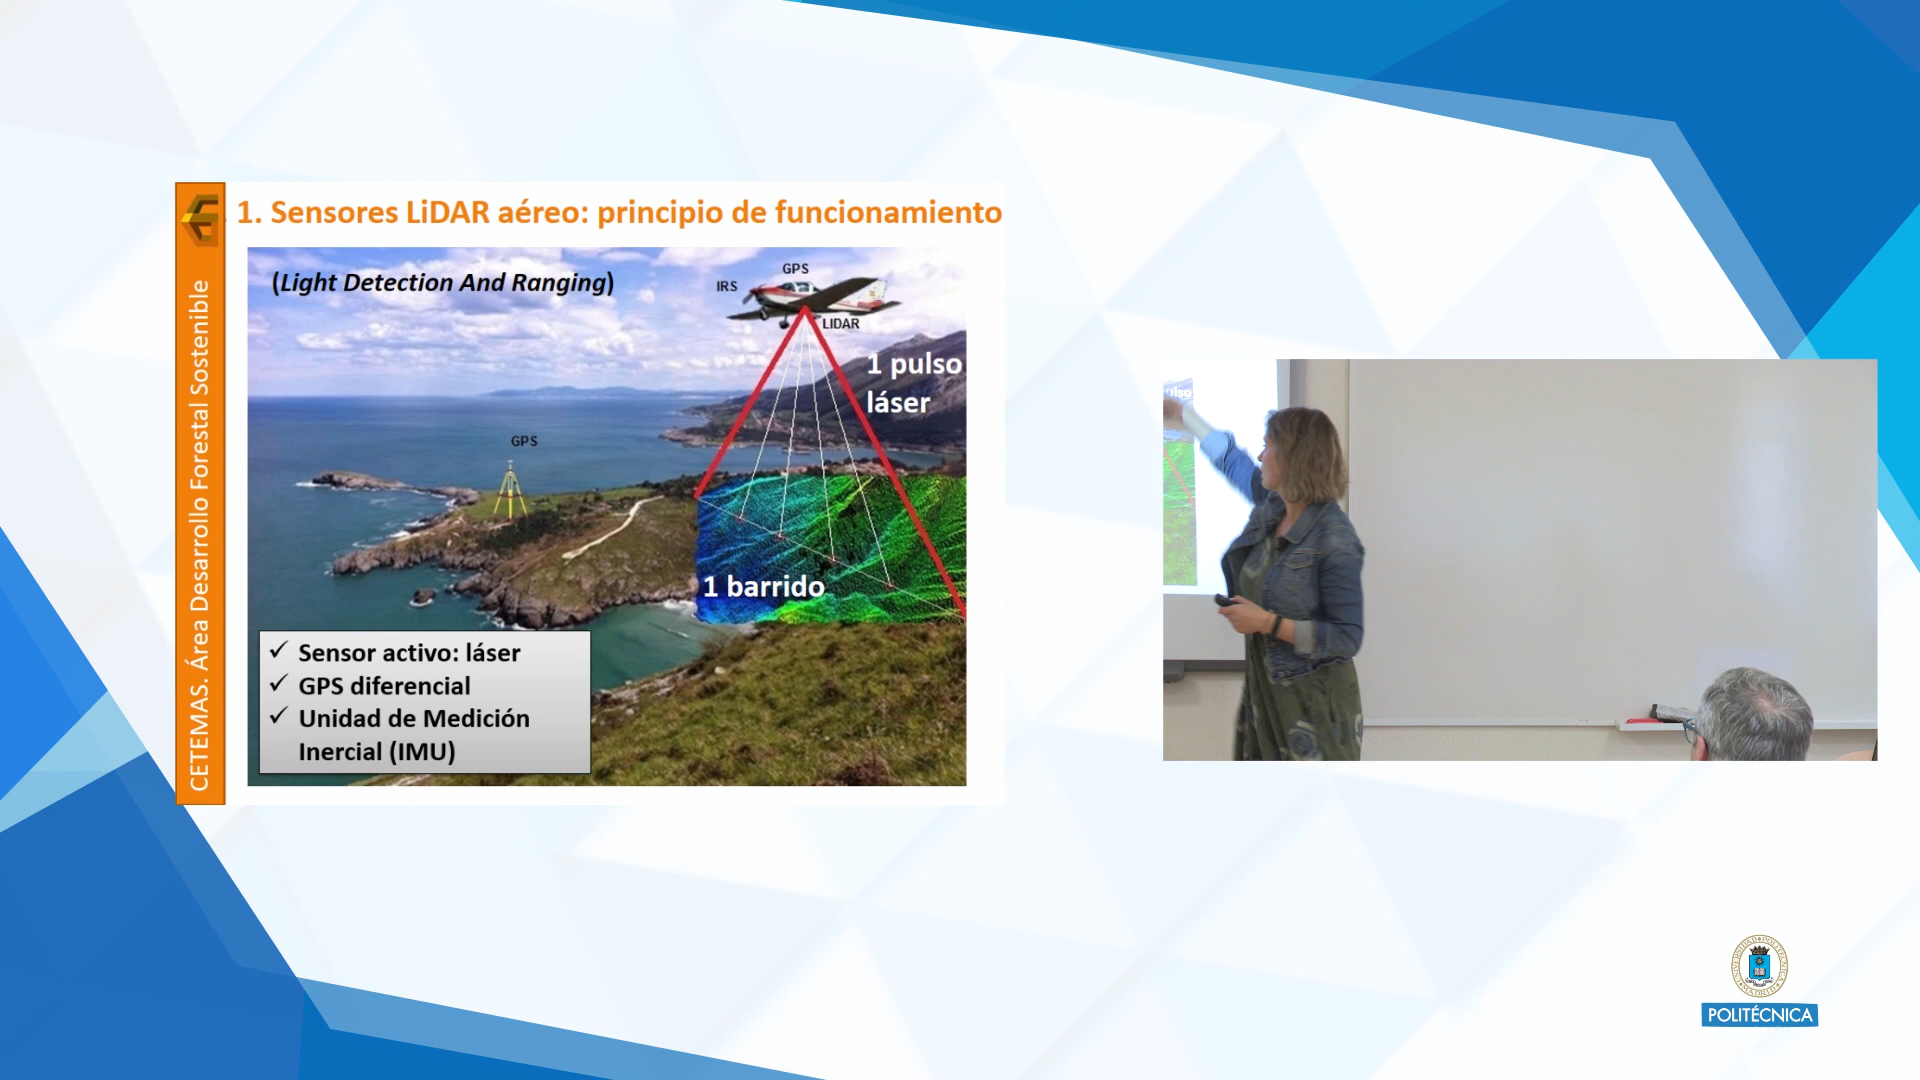 1. Sensores LiDAR aéreo: principio de funcionamiento
CETEMAS. Área Desarrollo Forestal Sostenible
(Light Detection And Ranging)
GPS
IRS
LIDAR
1 pulso
láser
GPS
1 barrido
✓ Sensor activo: láser
✓ GPS diferencial
✓ Unidad de Medición
Inercial (IMU)
POLITÉCNICA